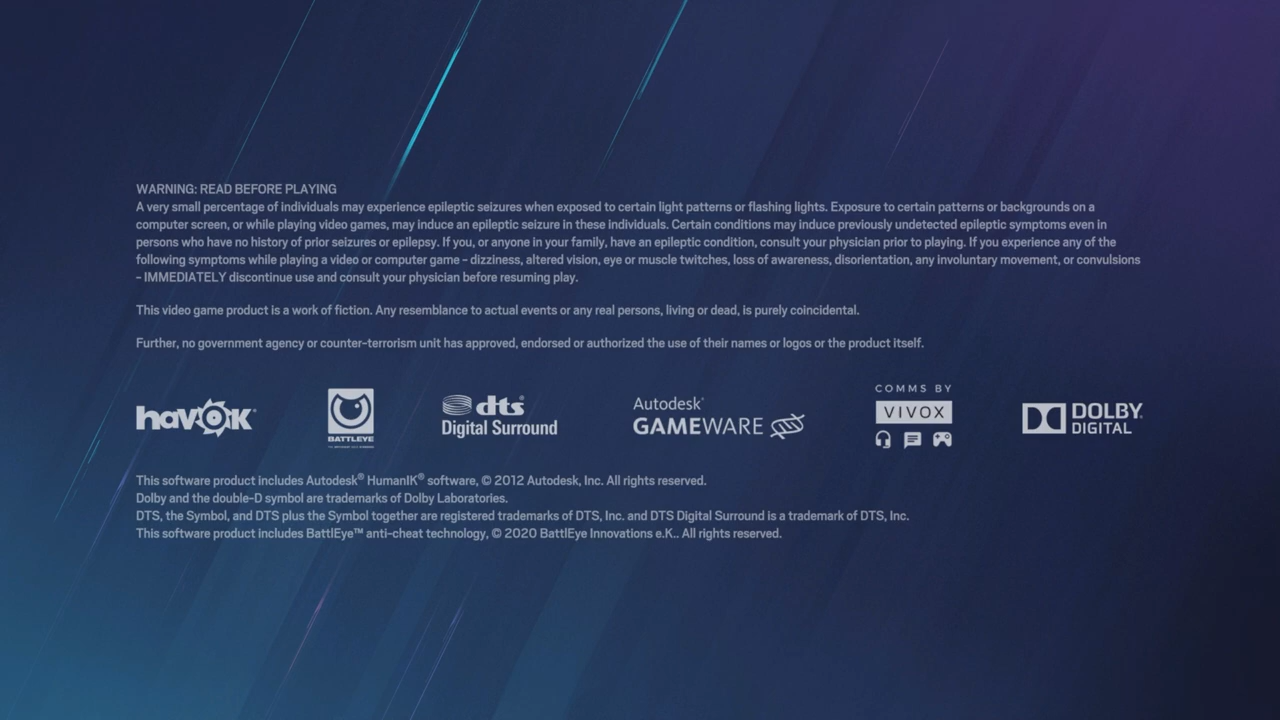 WARNING: READ BEFORE PLAYING
A very small percentage of individuals may experience epileptic seizures when exposed to certain light patterns or flashing lights. Exposure to certain patterns or backgrounds on a
computer screen, or while playing video games, may induce an epileptic seizure in these individuals. Certain conditions may induce previously undetected epileptic symptoms even in
persons who have no history of prior seizures or epilepsy. If you, or anyone in your family, have an epileptic condition, consult your physician prior to playing. If you experience any of the
following symptoms while playing a video or computer game - dizziness, altered vision, eye or muscle twitches, loss of awareness, disorientation, any involuntary movement, or convulsions
- IMMEDIATELY discontinue use and consult your physician before resuming play.
This video game product is a work of fiction. Any resemblance to actual events or any real persons, living or dead, is purely coincidental.
Further, no government agency or counter-terrorism unit has approved, endorsed or authorized the use of their names or logos or the product itself.
havok®
BATTLEYE
dts®
Digital Surround
Autodesk®
GAMEWARE
COMMS BY
VIVOX
DOLBY®
DIGITAL
This software product includes Autodesk® HumanIK® software, © 2012 Autodesk, Inc. All rights reserved.
Dolby and the double-D symbol are trademarks of Dolby Laboratories.
DTS, the Symbol, and DTS plus the Symbol together are registered trademarks of DTS, Inc. and DTS Digital Surround is a trademark of DTS, Inc.
This software product includes BattlEye™ anti-cheat technology, © 2020 BattlEye Innovations e.K.. All rights reserved.